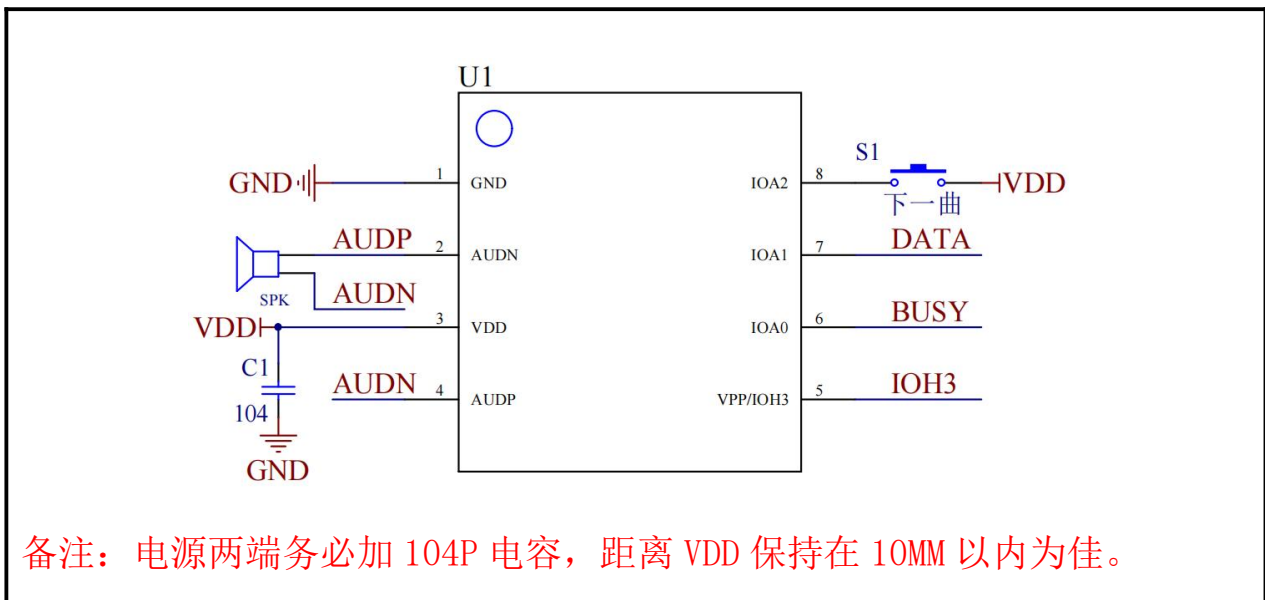 U1
GND 1 GND
IOA2 8 S1 VDD
下一曲
AUDP 2 AUDN
IOA1 7 DATA
SPK AUDN
VDD 3 VDD
IOA0 6 BUSY
C1
104
AUDN 4 AUDP
VPP/IOH3 5 IOH3
GND
备注：电源两端务必加 104P 电容，距离 VDD 保持在 10MM 以内为佳。